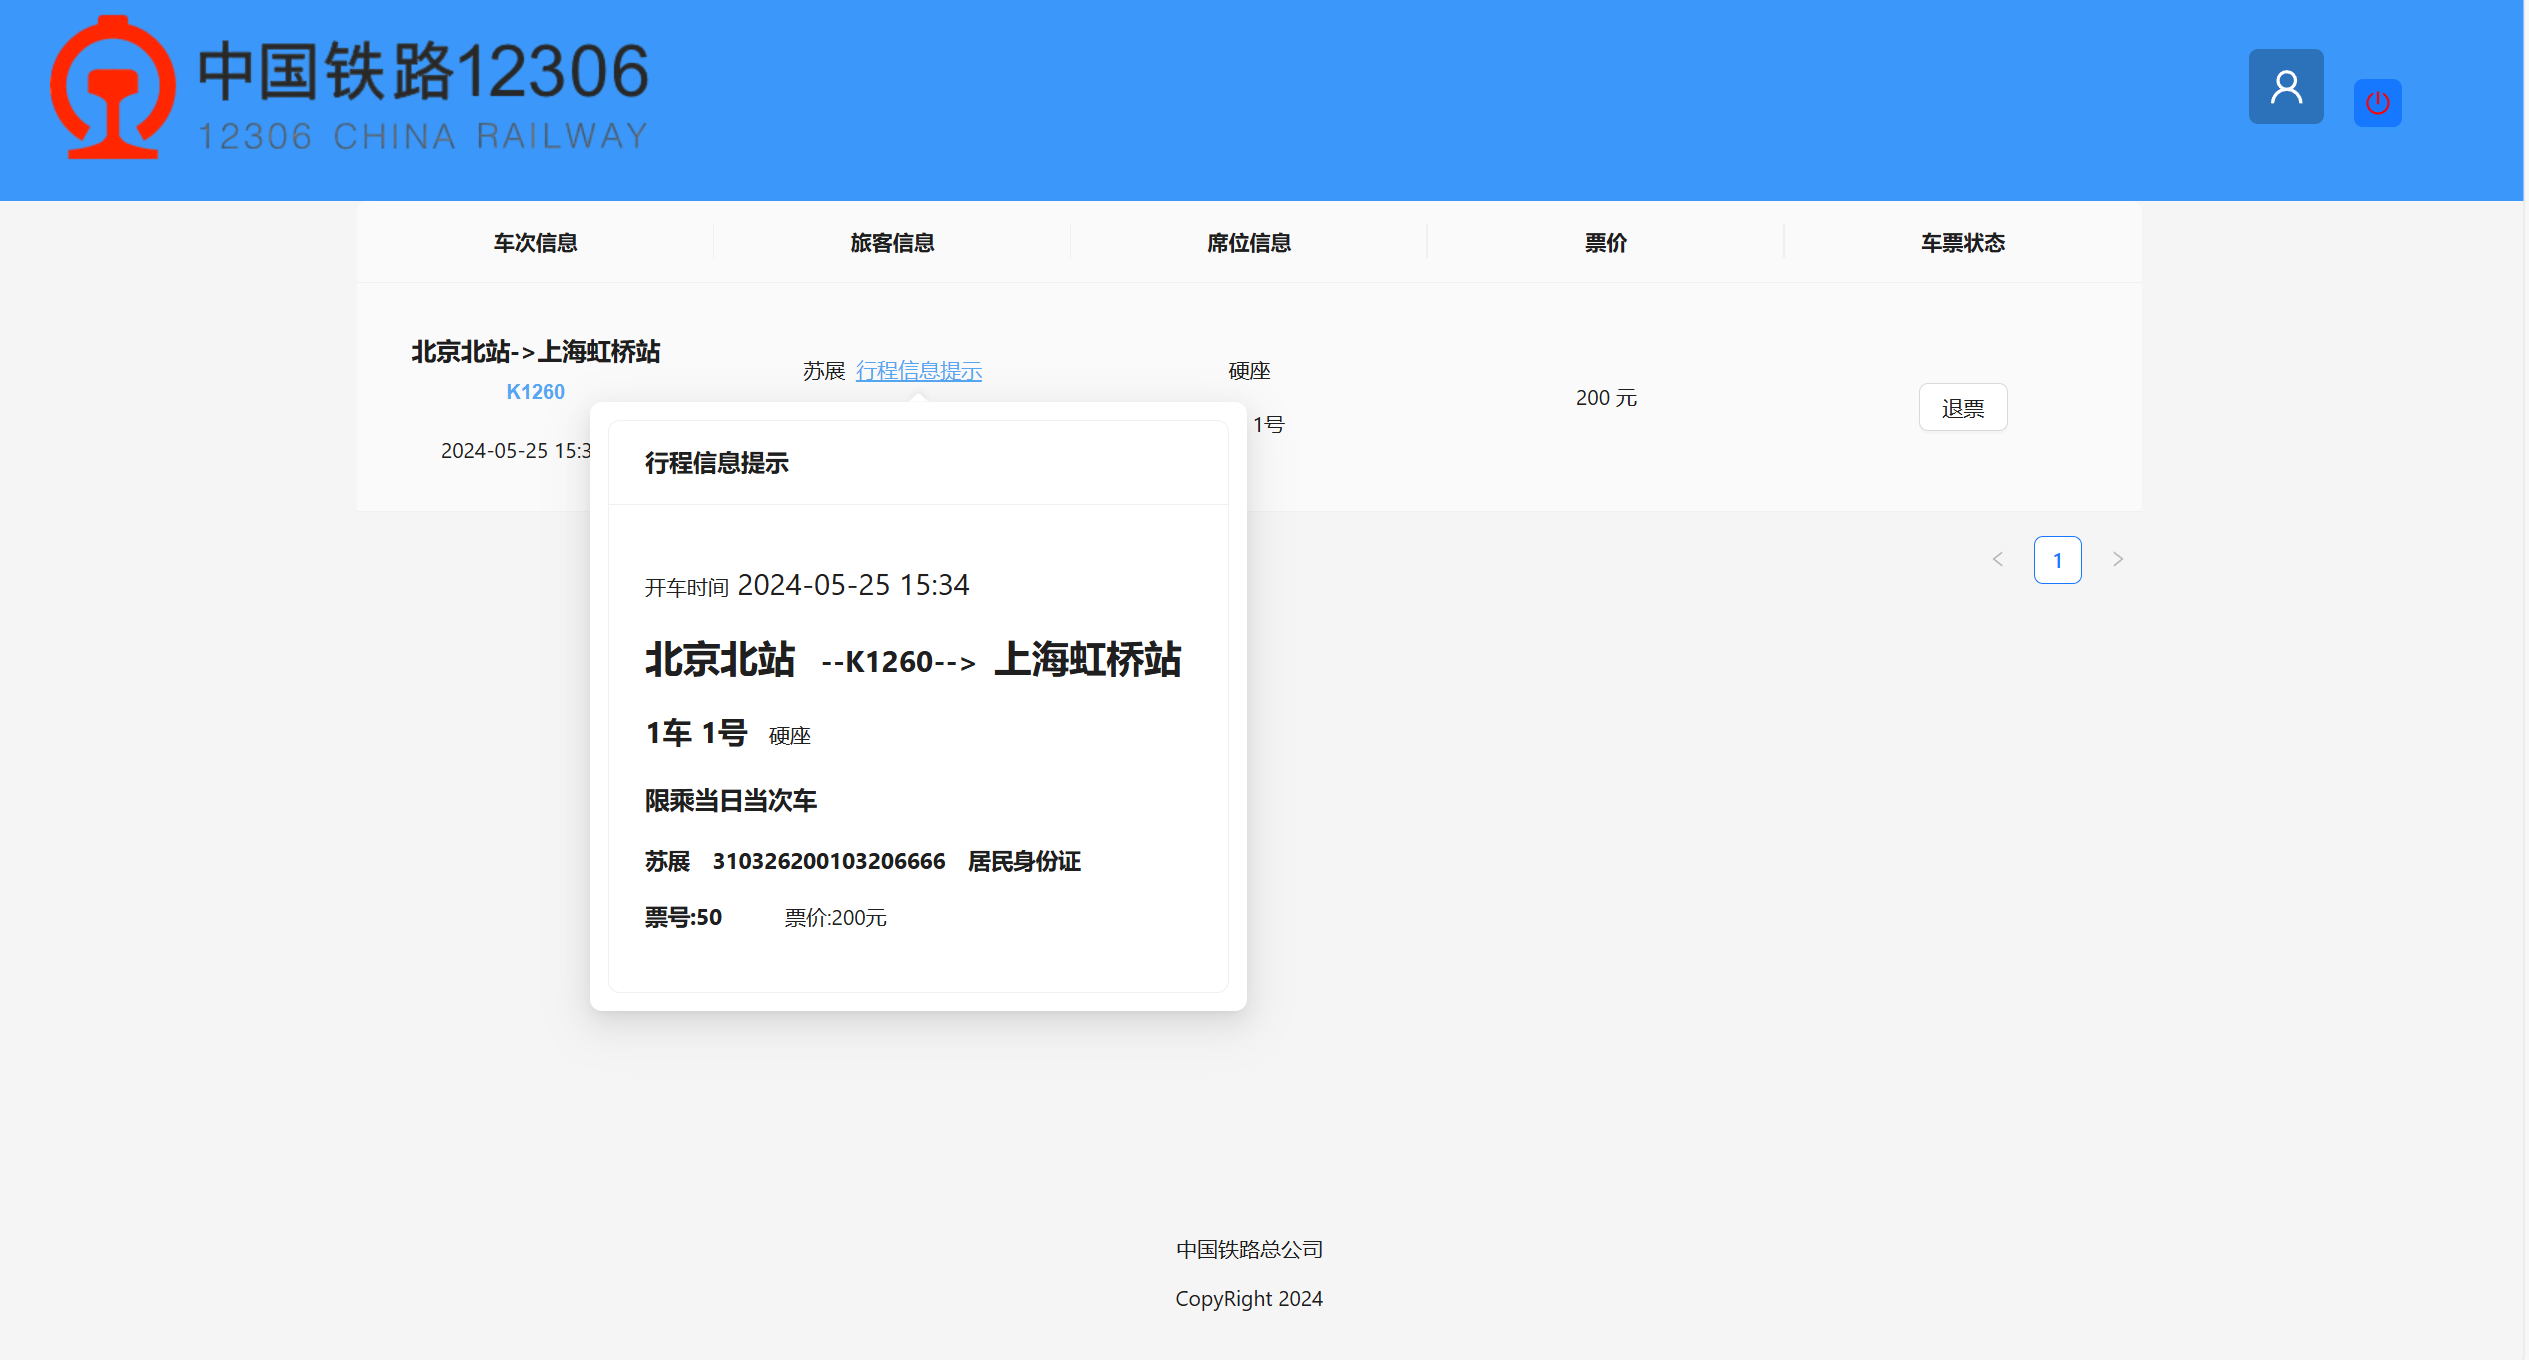 中国铁路12306
12306 CHINA RAILWAY
车次信息 旅客信息 席位信息 票价 车票状态
北京北站->上海虹桥站
K1260
2024-05-25 15:3
苏展 行程信息提示
硬座
1号
200 元
退票
行程信息提示
开车时间 2024-05-25 15:34
北京北站 --K1260--> 上海虹桥站
1车 1号 硬座
限乘当日当次车
苏展 310326200103206666 居民身份证
票号:50 票价:200元
< 1 >
中国铁路总公司
CopyRight 2024